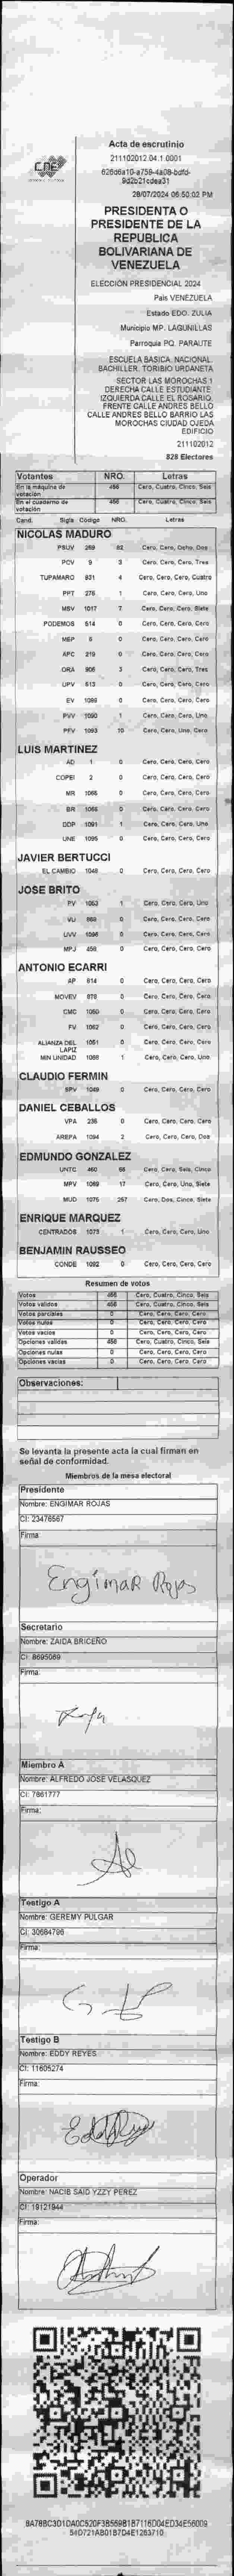 CNE
Acta de escrutinio
211102012.04.1.0001
626d6a10-a759-4a08-bdfd-
9d2b21cdea31
28/07/2024 06:50:02 PM
PRESIDENTA O
PRESIDENTE DE LA
REPUBLICA
BOLIVARIANA DE
VENEZUELA
ELECCIÓN PRESIDENCIAL 2024
País VENEZUELA
Estado EDO. ZULIA
Municipio MP. LAGUNILLAS
Parroquia PQ. PARAUTE
ESCUELA BÁSICA NACIONAL
BACHILLER. TORIBIO URDANETA
SECTOR LAS MOROCHAS 1
DERECHA CALLE ESTUDIANTE.
IZQUIERDA CALLE EL ROSARIO.
FRENTE CALLE ANDRES BELLO
CALLE ANDRES BELLO BARRIO LAS
MOROCHAS CIUDAD OJEDA
EDIFICIO
211102012
828 Electores
Votantes NRO. Letras
En la máquina de votación 456 Cero, Cuatro, Cinco, Seis
En el cuaderno de votación 456 Cero, Cuatro, Cinco, Seis
Cand. Sigla Código NRO. Letras
NICOLAS MADURO
PSUV 269 82 Cero, Cero, Ocho, Dos
PCV 9 3 Cero, Cero, Cero, Tres
TUPAMARO 931 4 Cero, Cero, Cero, Cuatro
PPT 275 1 Cero, Cero, Cero, Uno
MSV 1017 7 Cero, Cero, Cero, Siete
PODEMOS 514 0 Cero, Cero, Cero, Cero
MEP 5 0 Cero, Cero, Cero, Cero
APC 219 0 Cero, Cero, Cero, Cero
ORA 906 3 Cero, Cero, Cero, Tres
UPV 513 0 Cero, Cero, Cero, Cero
EV 1098 0 Cero, Cero, Cero, Cero
PVV 1090 1 Cero, Cero, Cero, Uno
PFV 1093 10 Cero, Cero, Uno, Cero
LUIS MARTINEZ
AD 1 0 Cero, Cero, Cero, Cero
COPEI 2 0 Cero, Cero, Cero, Cero
MR 1065 0 Cero, Cero, Cero, Cero
BR 1066 0 Cero, Cero, Cero, Cero
DDP 1091 1 Cero, Cero, Cero, Uno
UNE 1095 0 Cero, Cero, Cero, Cero
JAVIER BERTUCCI
EL CAMBIO 1048 0 Cero, Cero, Cero, Cero
JOSE BRITO
PV 1053 1 Cero, Cero, Cero, Uno
VU 869 0 Cero, Cero, Cero, Cero
UVV 1096 0 Cero, Cero, Cero, Cero
MPJ 456 0 Cero, Cero, Cero, Cero
ANTONIO ECARRI
AP 614 0 Cero, Cero, Cero, Cero
MOVEV 878 0 Cero, Cero, Cero, Cero
CMC 1050 0 Cero, Cero, Cero, Cero
FV 1062 0 Cero, Cero, Cero, Cero
ALIANZA DEL LAPIZ 1051 0 Cero, Cero, Cero, Cero
MIN UNIDAD 1068 1 Cero, Cero, Cero, Uno
CLAUDIO FERMIN
SPV 1049 0 Cero, Cero, Cero, Cero
DANIEL CEBALLOS
VPA 235 0 Cero, Cero, Cero, Cero
AREPA 1094 2 Cero, Cero, Cero, Dos
EDMUNDO GONZALEZ
UNTC 460 65 Cero, Cero, Seis, Cinco
MPV 1069 17 Cero, Cero, Uno, Siete
MUD 1075 257 Cero, Dos, Cinco, Siete
ENRIQUE MARQUEZ
CENTRADOS 1073 1 Cero, Cero, Cero, Uno
BENJAMIN RAUSSEO
CONDE 1092 0 Cero, Cero, Cero, Cero
Resumen de votos
Votos 456 Cero, Cuatro, Cinco, Seis
Votos válidos 456 Cero, Cuatro, Cinco, Seis
Votos parciales 0 Cero, Cero, Cero, Cero
Votos nulos 0 Cero, Cero, Cero, Cero
Votos vacíos 0 Cero, Cero, Cero, Cero
Opciones válidas 456 Cero, Cuatro, Cinco, Seis
Opciones nulas 0 Cero, Cero, Cero, Cero
Opciones vacías 0 Cero, Cero, Cero, Cero
Observaciones:
Se levanta la presente acta la cual firman en
señal de conformidad.
Miembros de la mesa electoral
Presidente
Nombre: ENGIMAR ROJAS
CI: 23476567
Firma:
Engimar Rojas
Secretario
Nombre: ZAIDA BRICEÑO
CI: 8695069
Firma:
Miembro A
Nombre: ALFREDO JOSE VELASQUEZ
CI: 7861777
Firma:
Testigo A
Nombre: GEREMY PULGAR
CI: 30684796
Firma:
Testigo B
Nombre: EDDY REYES
CI: 11605274
Firma:
Operador
Nombre: NACIB SAID YZZY PEREZ
CI: 19121944
Firma:
8A78BC3D1DA0C520F3B569B1B7116D04ED34E56009
54D721AB01B7D4E1263710